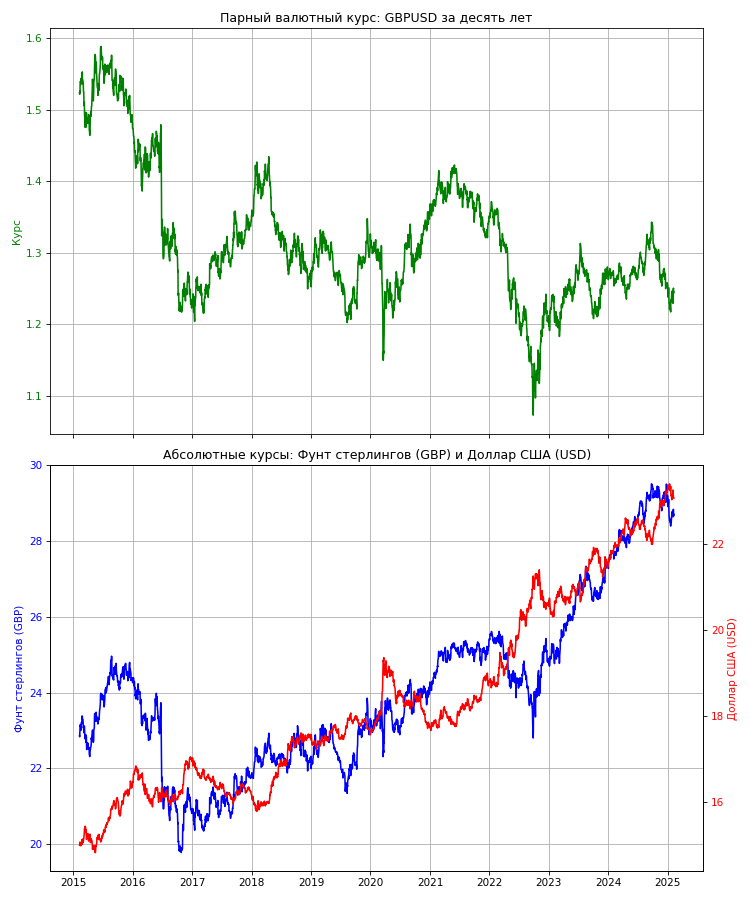 Парный валютный курс: GBPUSD за десять лет
1.6
1.5
1.4
1.3
1.2
1.1
Курс
Абсолютные курсы: Фунт стерлингов (GBP) и Доллар США (USD)
30
28
26
24
22
20
Фунт стерлингов (GBP)
22
20
18
16
Доллар США (USD)
2015 2016 2017 2018 2019 2020 2021 2022 2023 2024 2025